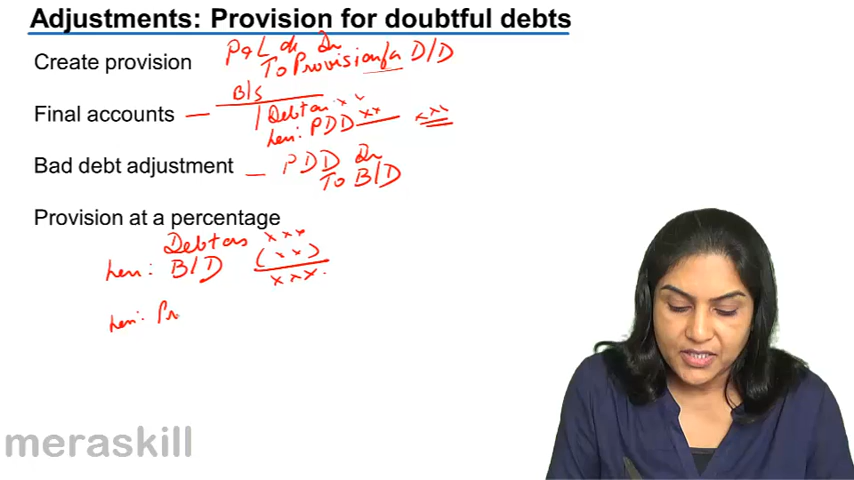 Adjustments: Provision for doubtful debts
Create provision
P&L a/c Dr
To Provision for D/D
Final accounts —
B/S
Debtors xx
Less: PDD xx xxx
Bad debt adjustment —
PDD Dr
To B/D
Provision at a percentage
Debtors xxx
Less: B/D (xx)
xxx
Less: Pr
meraskill